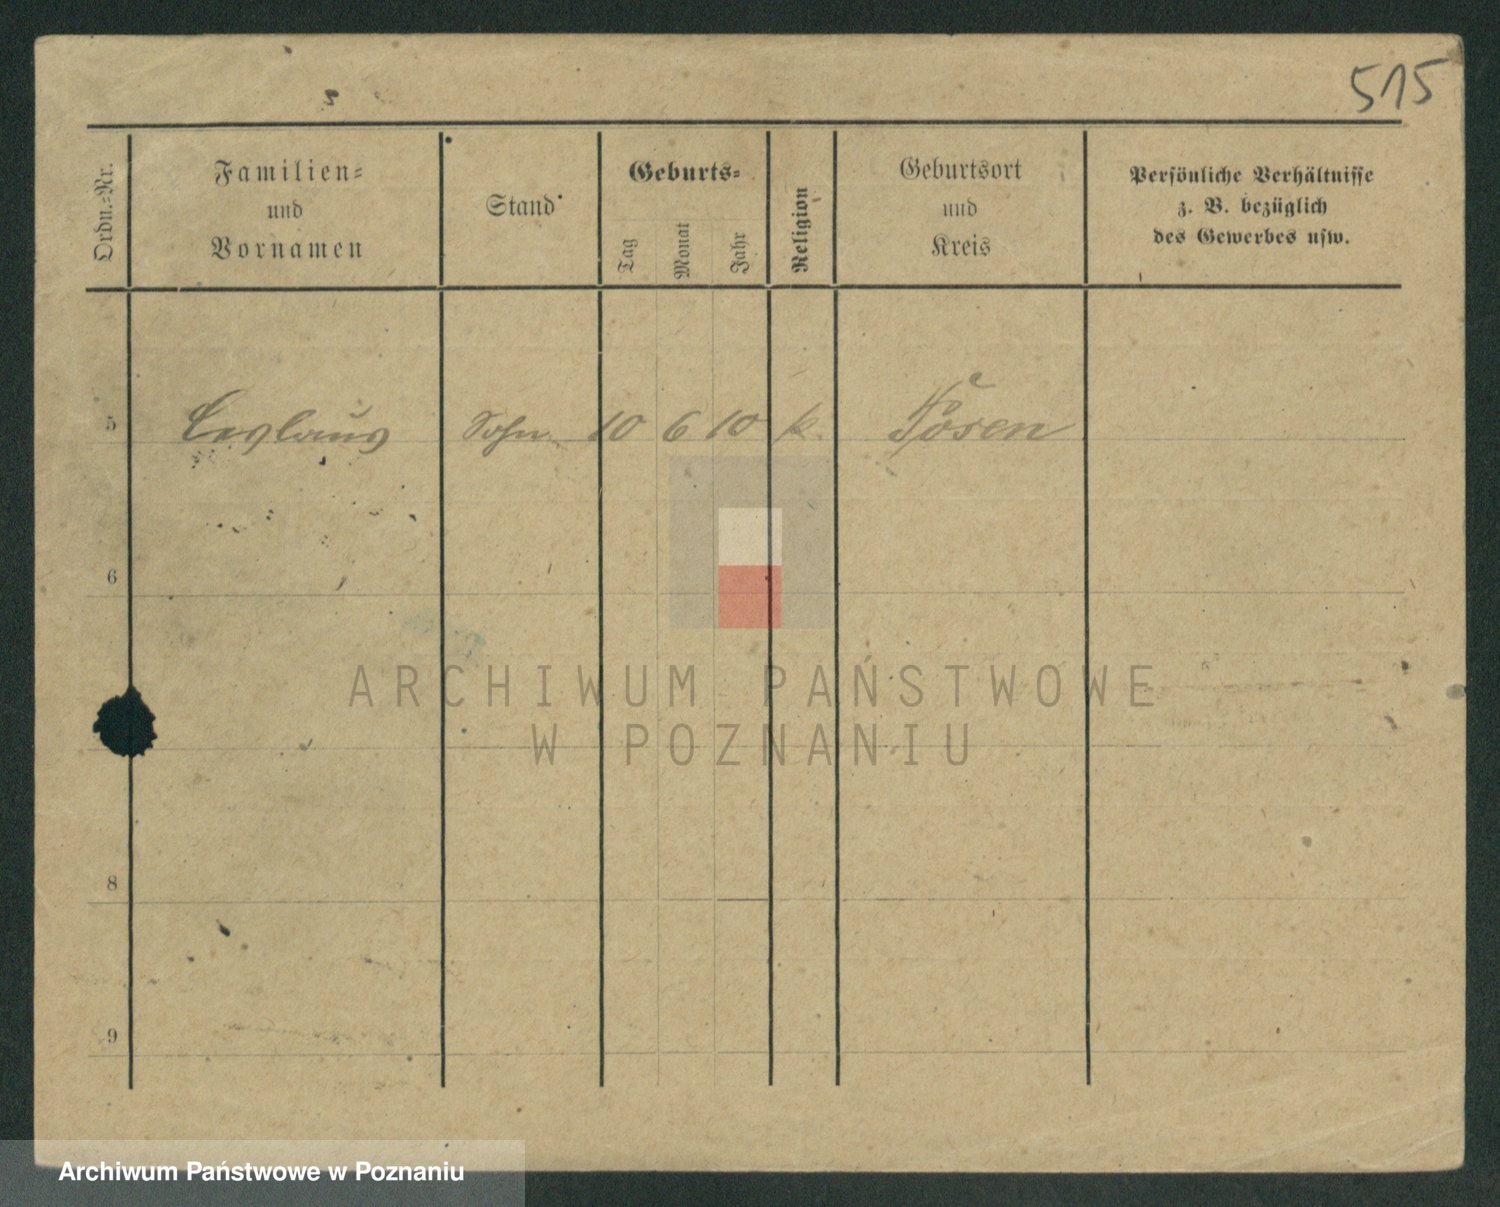 515
Ordn.=Nr.
Familien=
und
Vornamen
Stand
Geburts=
Tag
Monat
Jahr
Religion
Geburtsort
und
Kreis
Persönliche Verhältnisse
z. B. bezüglich
des Gewerbes usw.
5 Ceslaus Sohn 10 6 10 k. Posen
6
ARCHIWUM PAŃSTWOWE
W POZNANIU
8
9
Archiwum Państwowe w Poznaniu